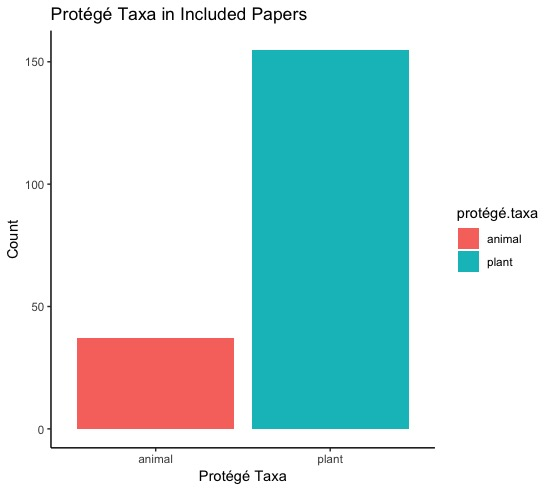 Protégé Taxa in Included Papers
150
100
50
0
Count
animal
plant
Protégé Taxa
protégé.taxa
animal
plant